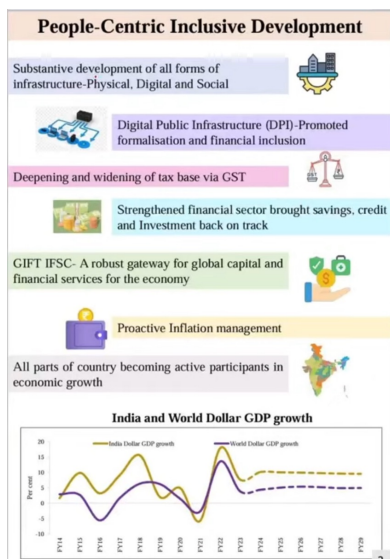 People-Centric Inclusive Development
Substantive development of all forms of
infrastructure-Physical, Digital and Social
Digital Public Infrastructure (DPI)-Promoted
formalisation and financial inclusion
Deepening and widening of tax base via GST
GST
Strengthened financial sector brought savings, credit
and Investment back on track
GIFT IFSC- A robust gateway for global capital and
financial services for the economy
Proactive Inflation management
All parts of country becoming active participants in
economic growth
India and World Dollar GDP growth
India Dollar GDP growth
World Dollar GDP growth
Per cent
20
15
10
5
0
-5
-10
FY14
FY15
FY16
FY17
FY18
FY19
FY20
FY21
FY22
FY23
FY24
FY25
FY26
FY27
FY28
FY29